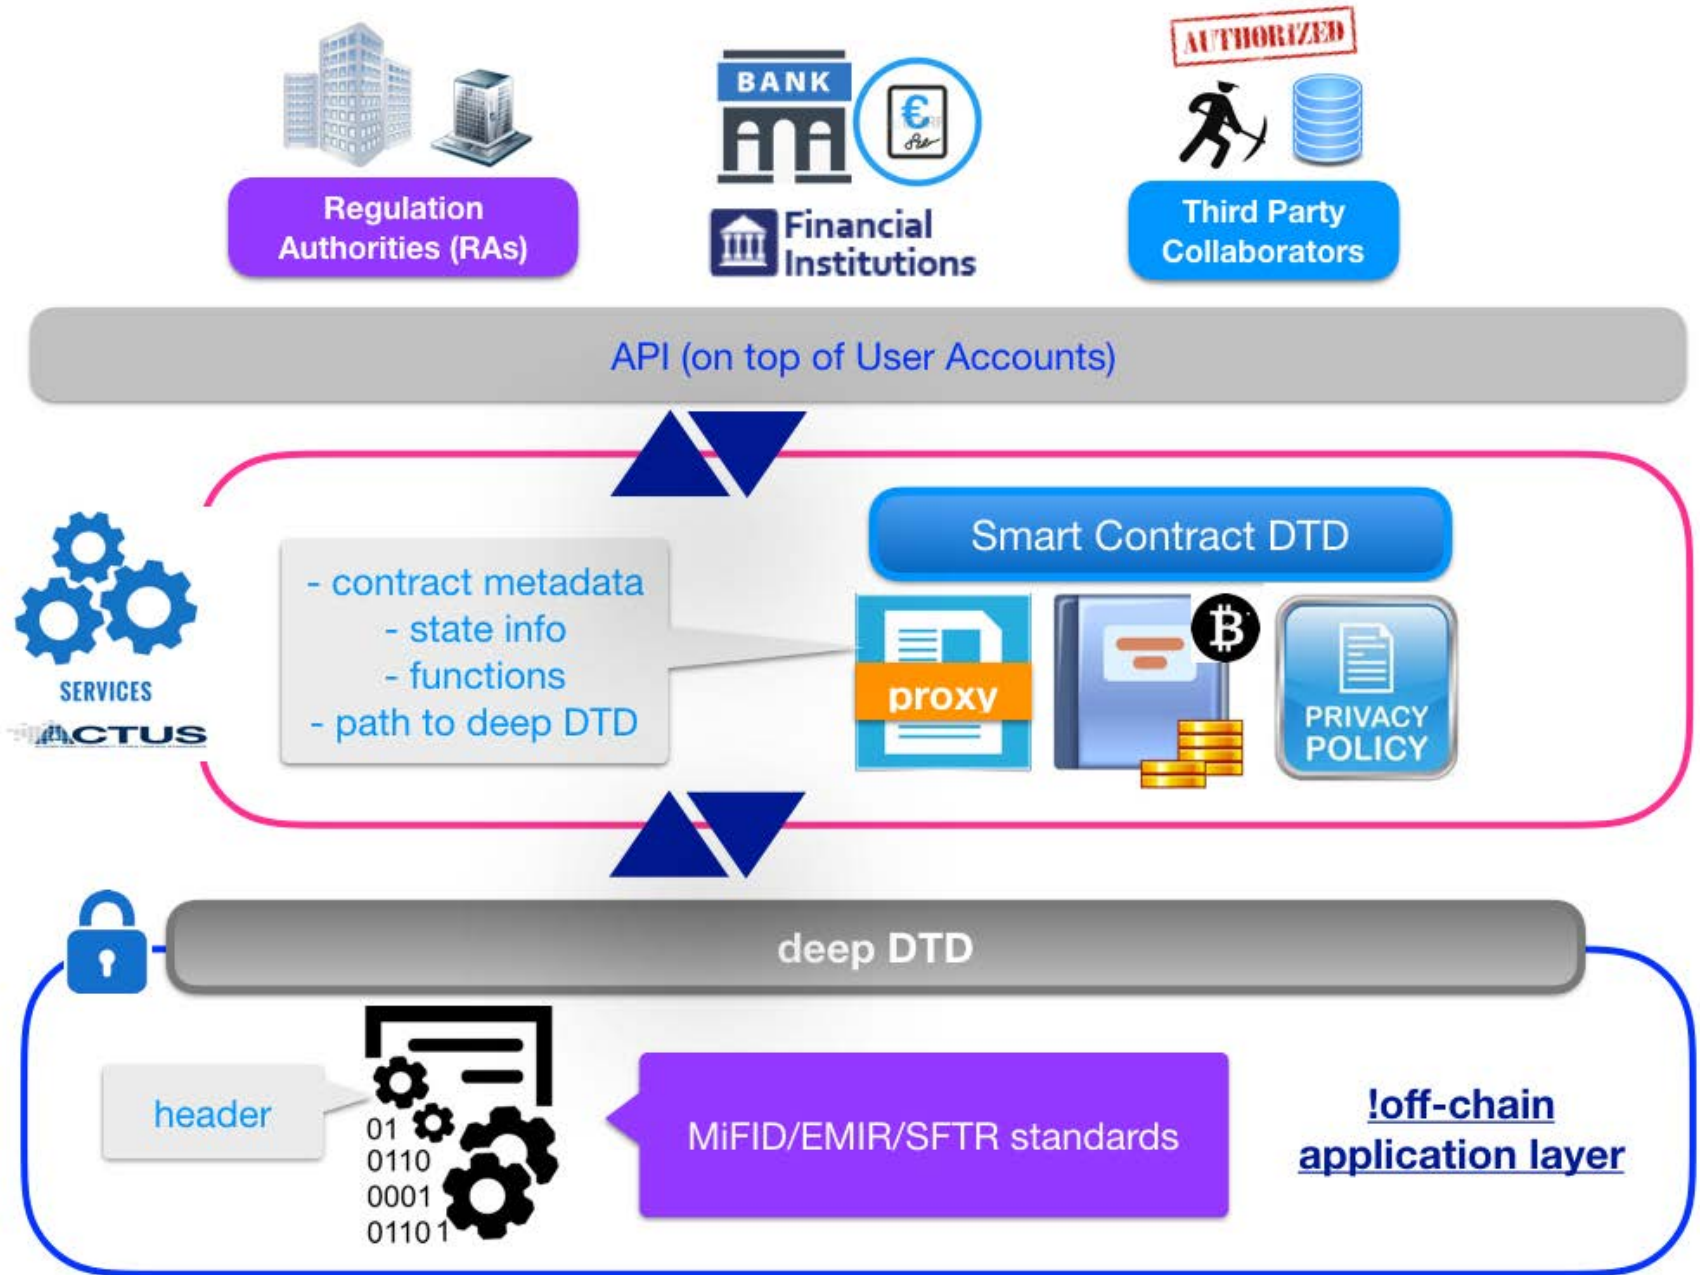 AUTHORIZED
BANK
€
Regulation
Authorities (RAs)
Financial
Institutions
Third Party
Collaborators
API (on top of User Accounts)
Smart Contract DTD
- contract metadata
- state info
- functions
- path to deep DTD
proxy
PRIVACY
POLICY
SERVICES
ACTUS
deep DTD
header
01
0110
0001
0110 1
MiFID/EMIR/SFTR standards
!off-chain
application layer